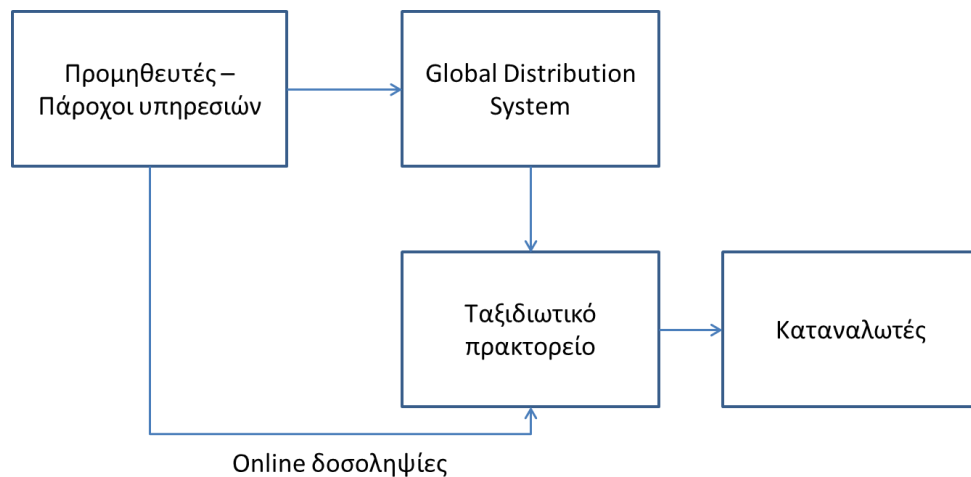 Προμηθευτές –
Πάροχοι υπηρεσιών
Global Distribution
System
Ταξιδιωτικό
πρακτορείο
Καταναλωτές
Online δοσοληψίες